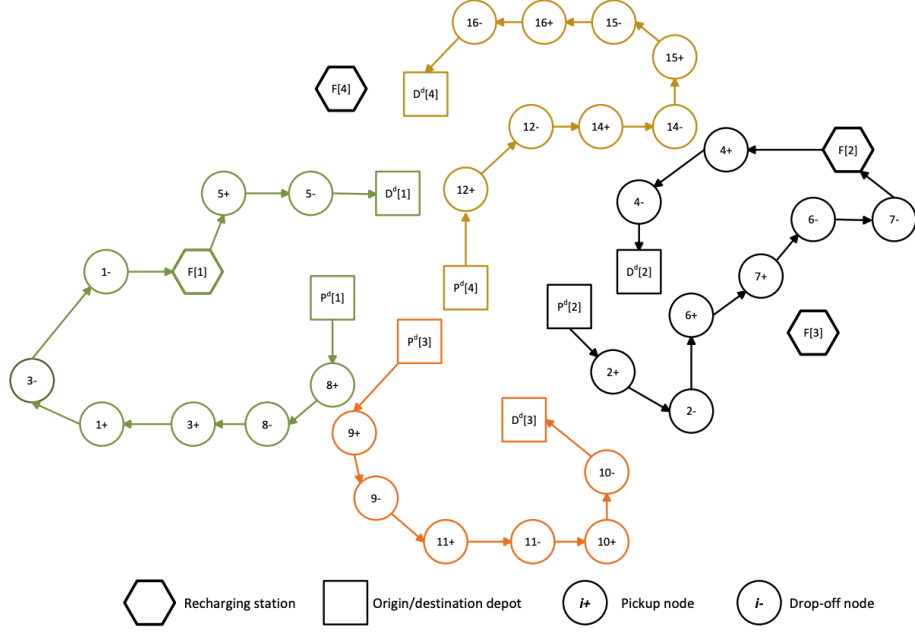 16-
16+
15-
15+
F[4]
Dᵈ[4]
12-
14+
14-
4+
F[2]
5+
5-
Dᵈ[1]
12+
4-
6-
7-
1-
F[1]
Dᵈ[2]
7+
Pᵈ[1]
Pᵈ[4]
Pᵈ[2]
6+
F[3]
Pᵈ[3]
3-
8+
2+
2-
1+
3+
8-
9+
Dᵈ[3]
10-
9-
11+
11-
10+
Recharging station
Origin/destination depot
i+
Pickup node
i-
Drop-off node